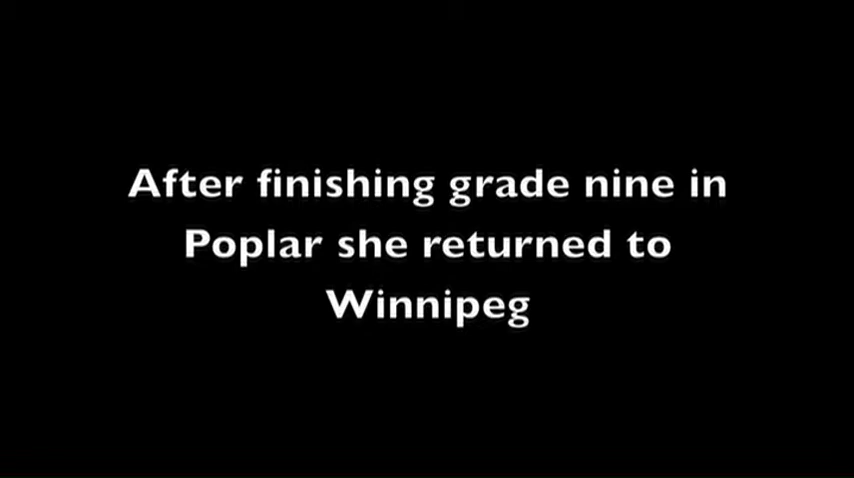 After finishing grade nine in
Poplar she returned to
Winnipeg